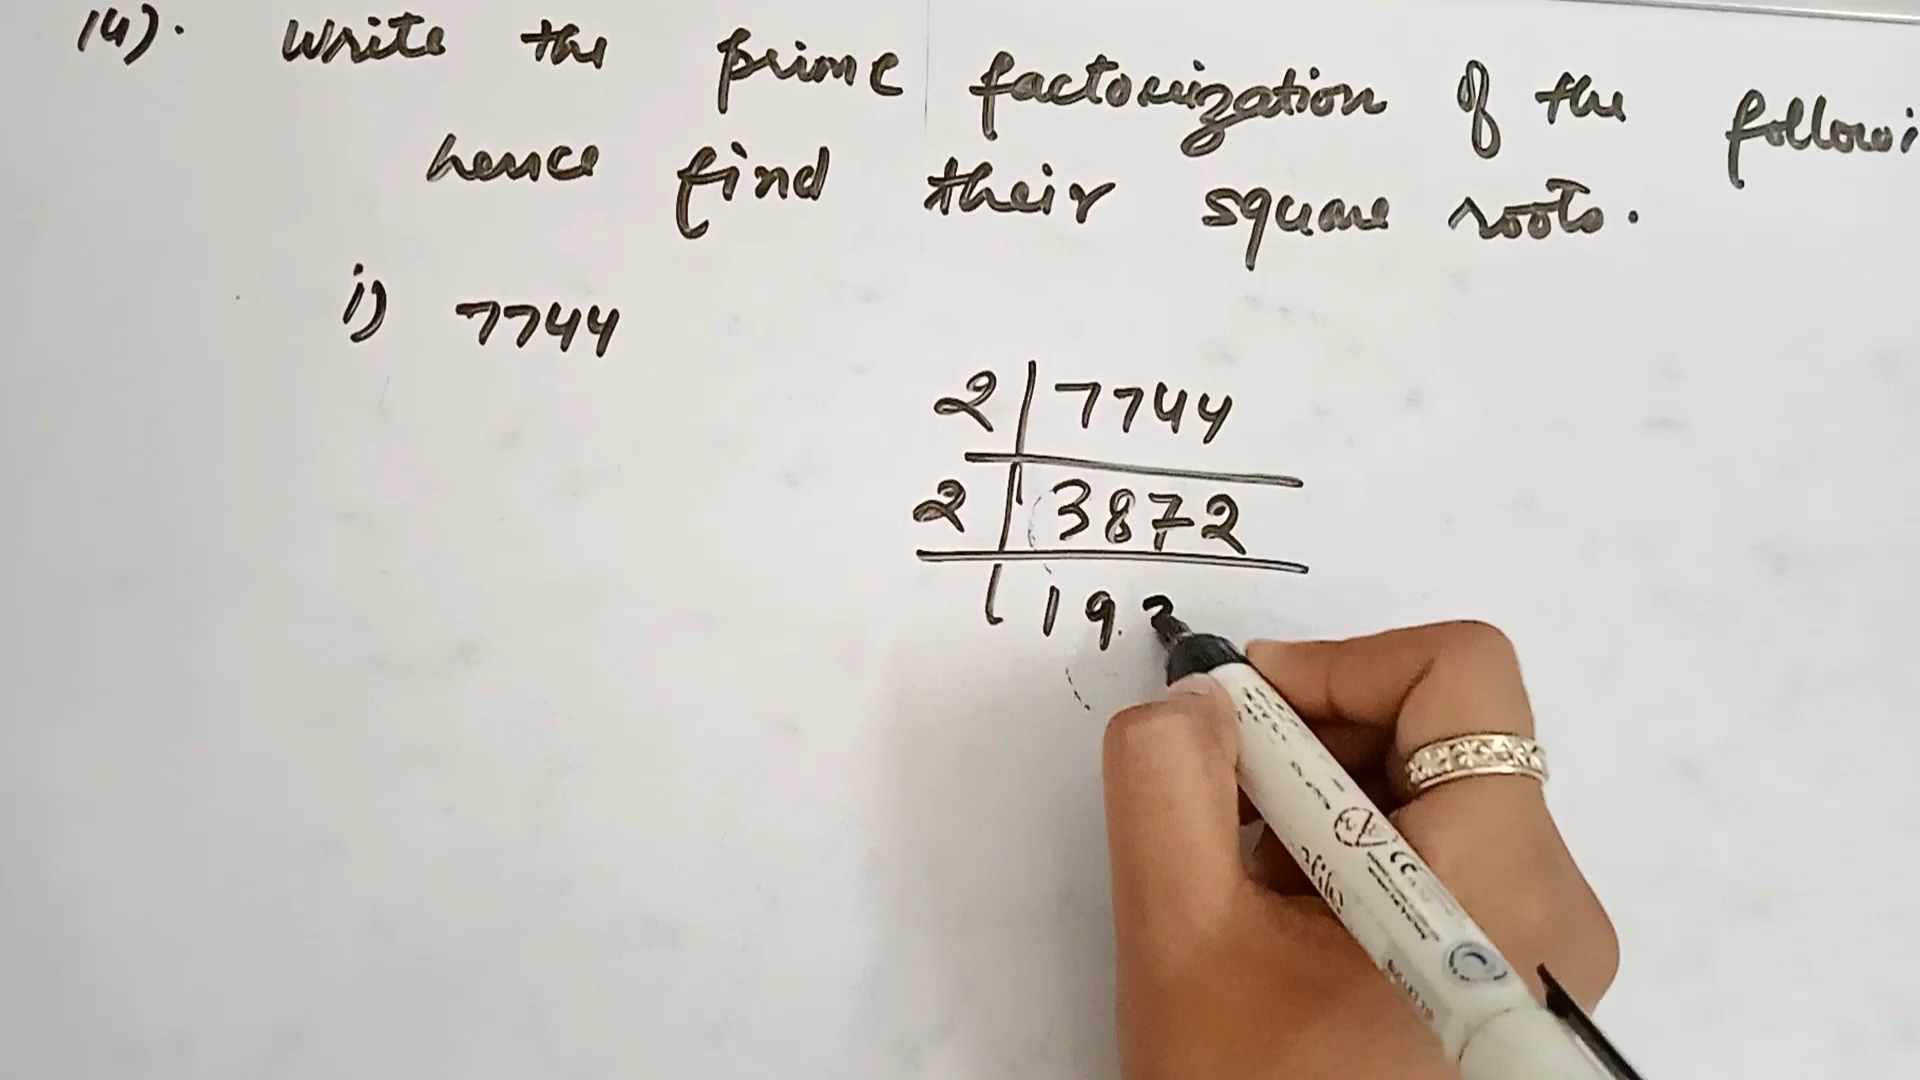 14). Write the prime factorization of the followi
hence find their square roots.
i) 7744
2 | 7744
2 | 3872
193